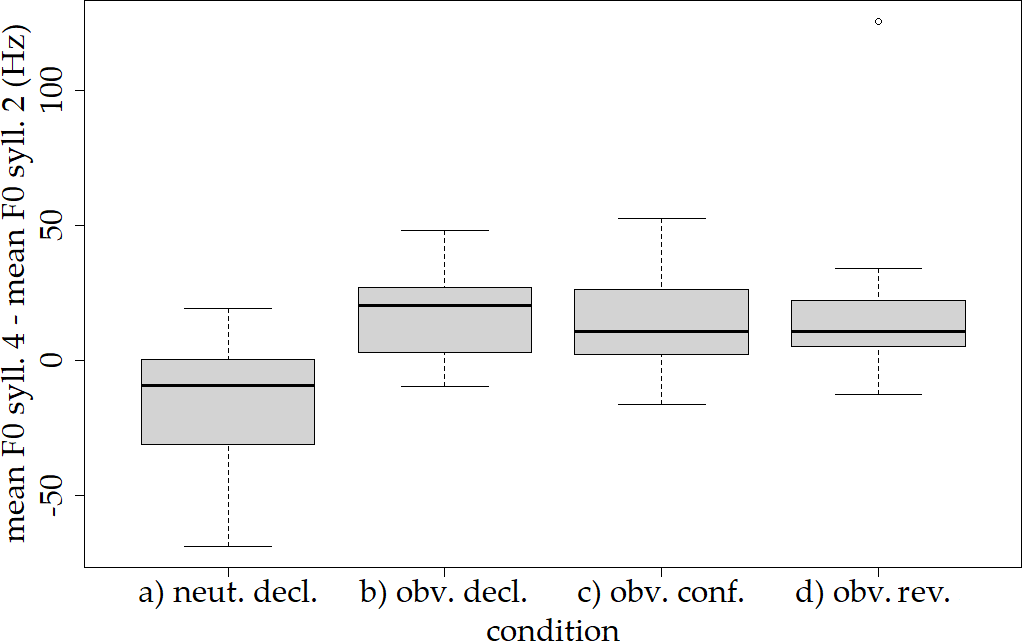 mean F0 syll. 4 - mean F0 syll. 2 (Hz)
100
50
0
-50
a) neut. decl. b) obv. decl. c) obv. conf. d) obv. rev.
condition